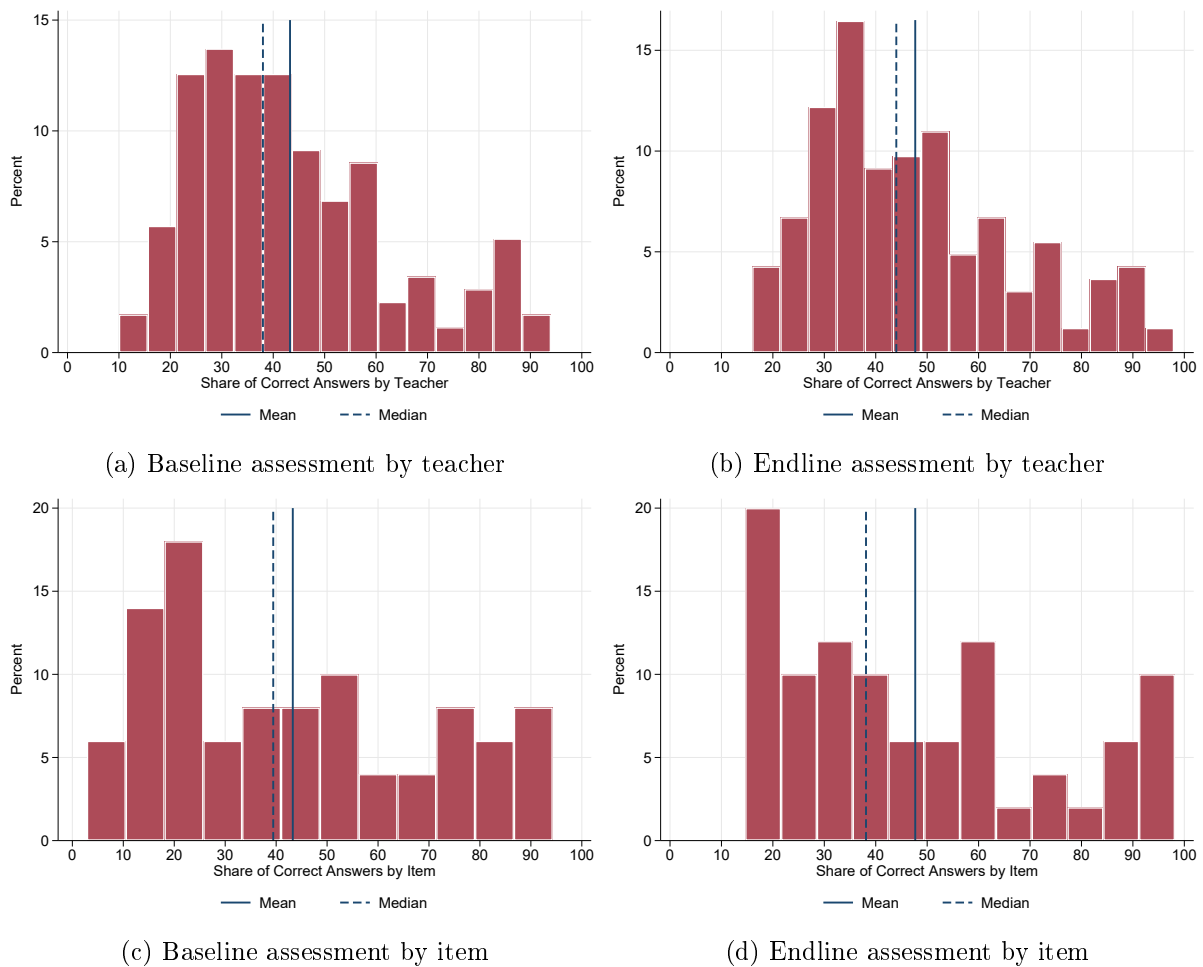 15
10
5
0
Percent
0 10 20 30 40 50 60 70 80 90 100
Share of Correct Answers by Teacher
Mean Median
(a) Baseline assessment by teacher
15
10
5
0
Percent
0 10 20 30 40 50 60 70 80 90 100
Share of Correct Answers by Teacher
Mean Median
(b) Endline assessment by teacher
20
15
10
5
0
Percent
0 10 20 30 40 50 60 70 80 90 100
Share of Correct Answers by Item
Mean Median
(c) Baseline assessment by item
20
15
10
5
0
Percent
0 10 20 30 40 50 60 70 80 90 100
Share of Correct Answers by Item
Mean Median
(d) Endline assessment by item